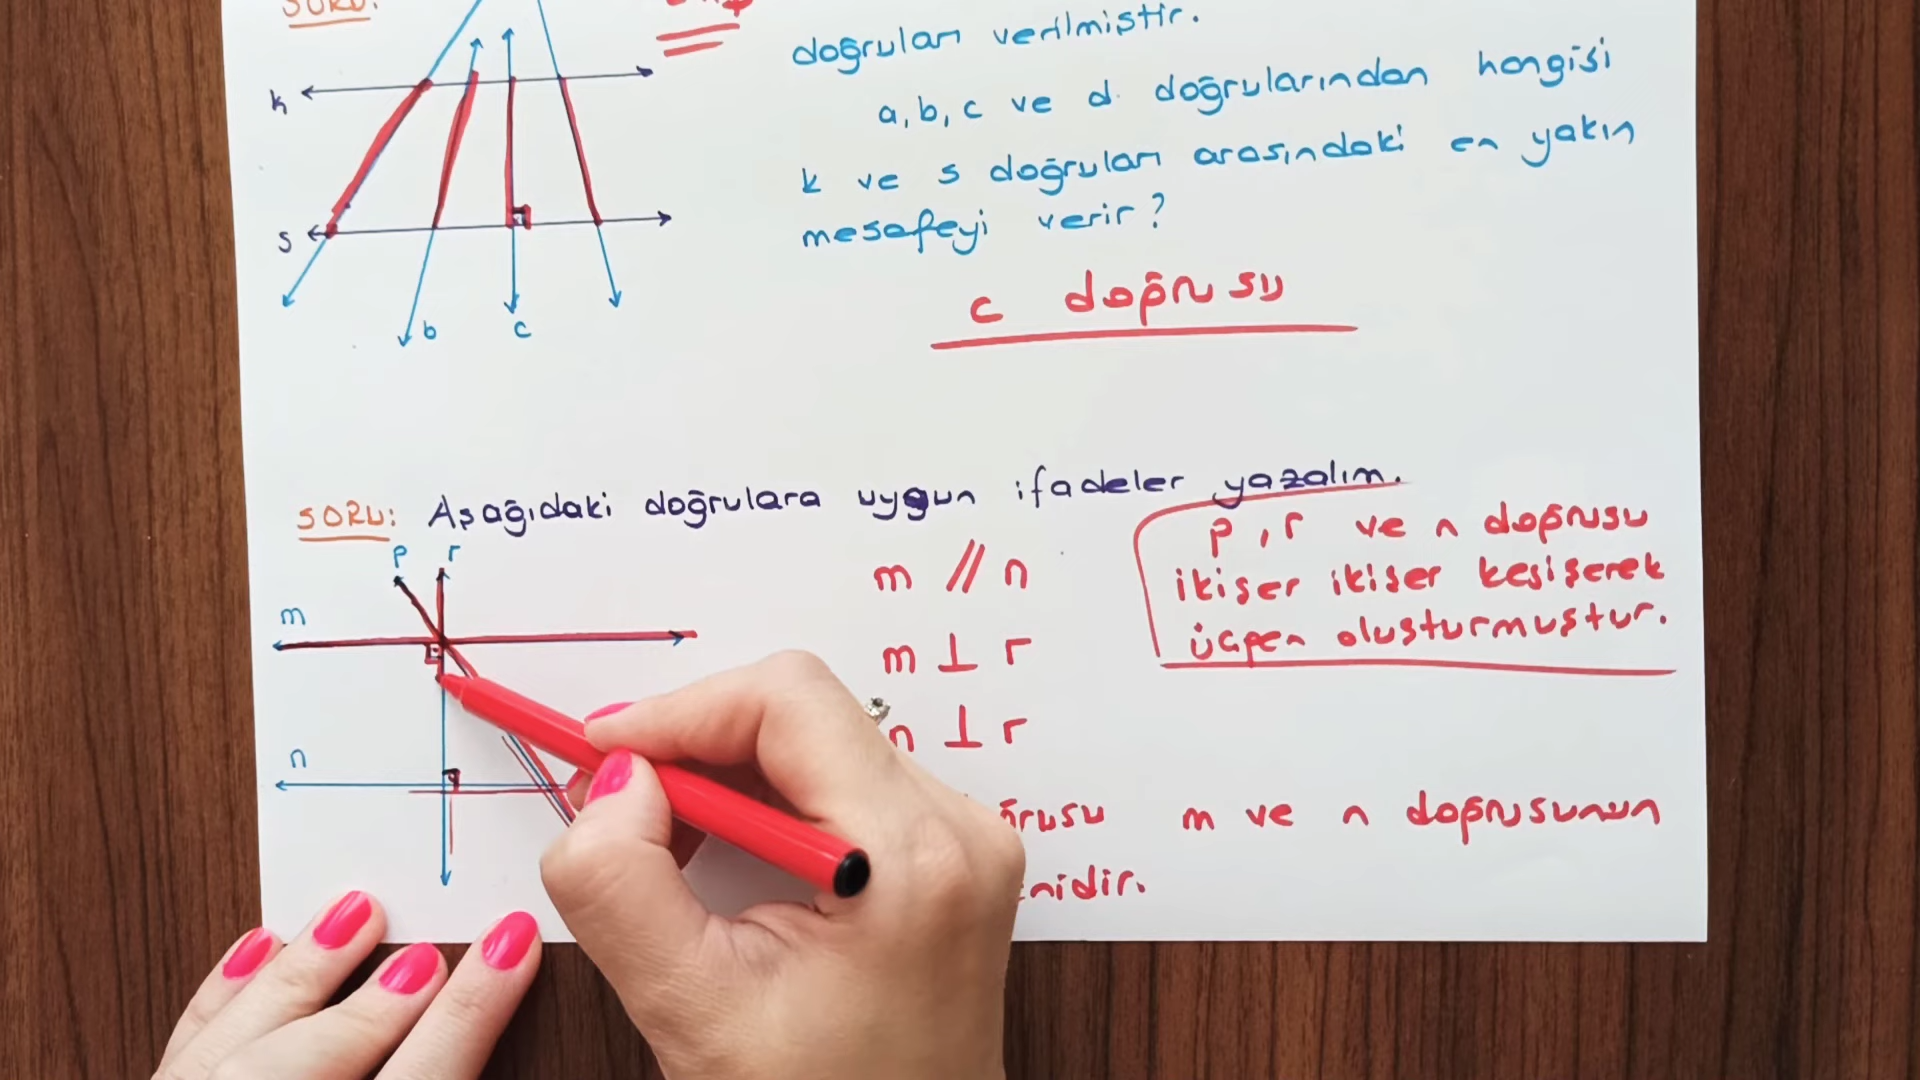 SORU:
doğruları verilmiştir.
a, b, c ve d doğrularından hangisi
k ve s doğruları arasındaki en yakın
mesafeyi verir?
c doğrusu
k
s
b
c
SORU: Aşağıdaki doğrulara uygun ifadeler yazalım.
p
r
m
n
m // n
m ⊥ r
n ⊥ r
m ve n doğrusunun
p, r ve n doğrusu
ikişer ikişer kesişerek
üçgen oluşturmuştur.